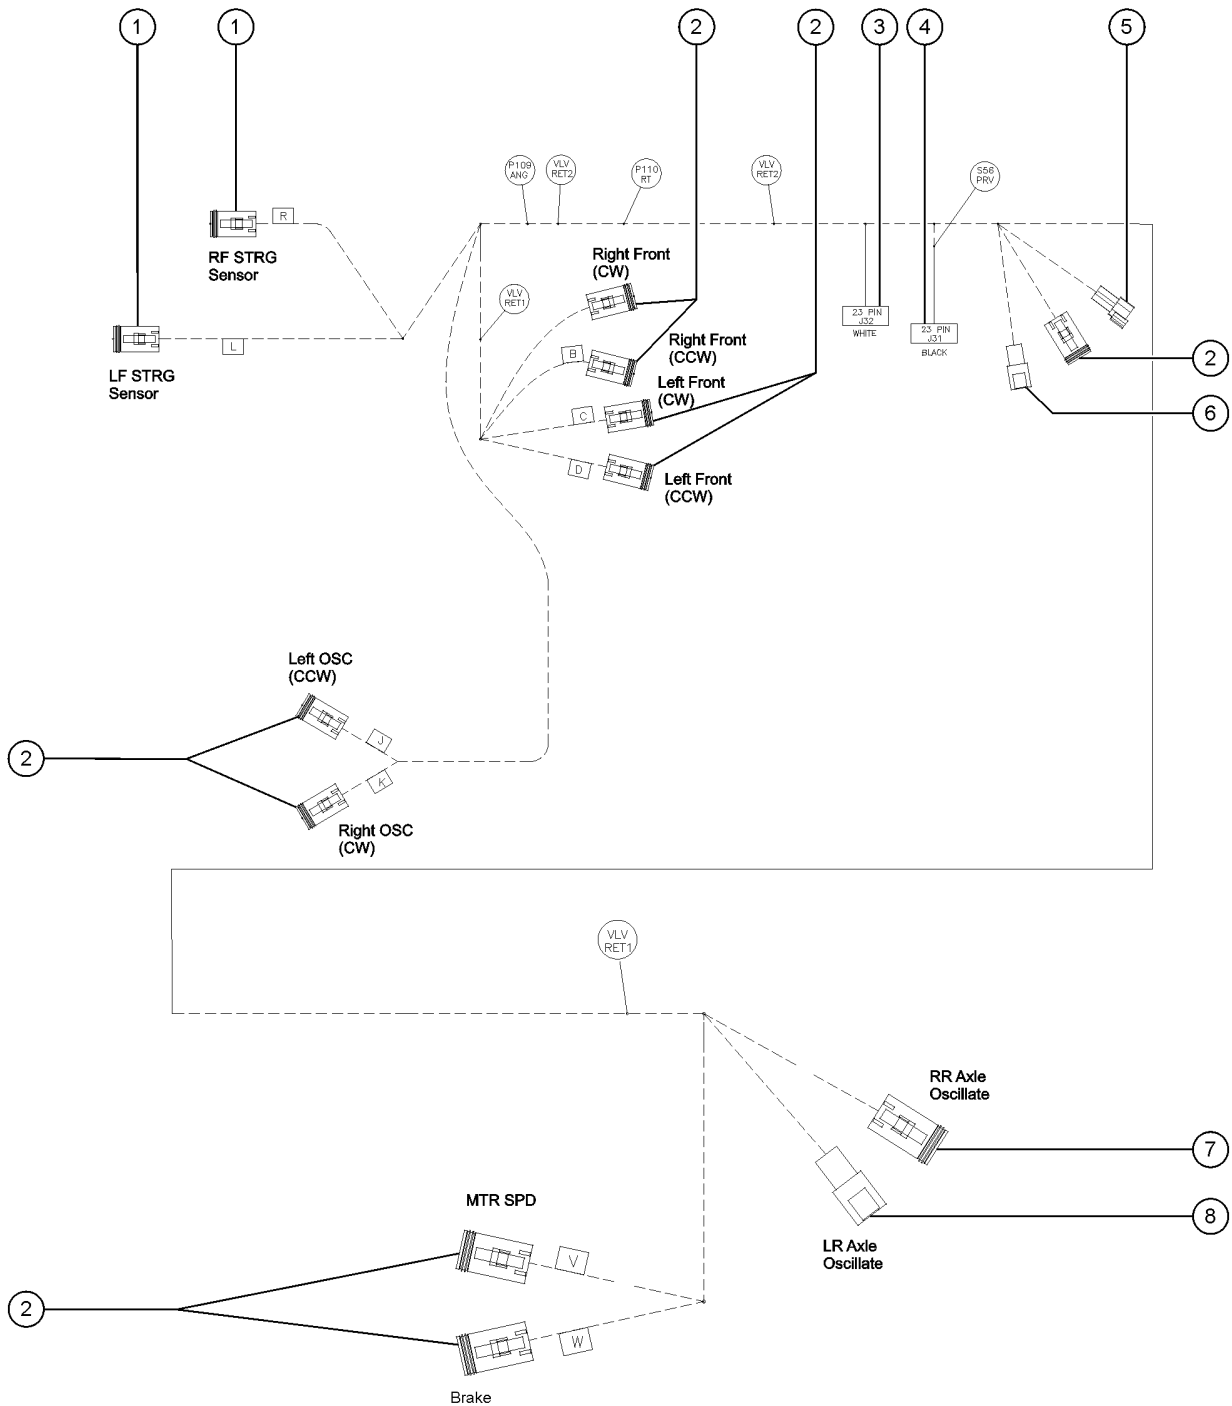 1
1
2
2
3
4
5
P109
ANG
VLV
RET2
P110
RT
VLV
RET2
S56
PRV
R
RF STRG
Sensor
Right Front
(CW)
VLV
RET1
23 PIN
J32
WHITE
23 PIN
J31
BLACK
L
LF STRG
Sensor
B
Right Front
(CCW)
2
Left Front
(CW)
6
C
D
Left Front
(CCW)
Left OSC
(CCW)
J
2
K
Right OSC
(CW)
VLV
RET1
RR Axle
Oscillate
7
MTR SPD
8
LR Axle
Oscillate
V
2
W
Brake